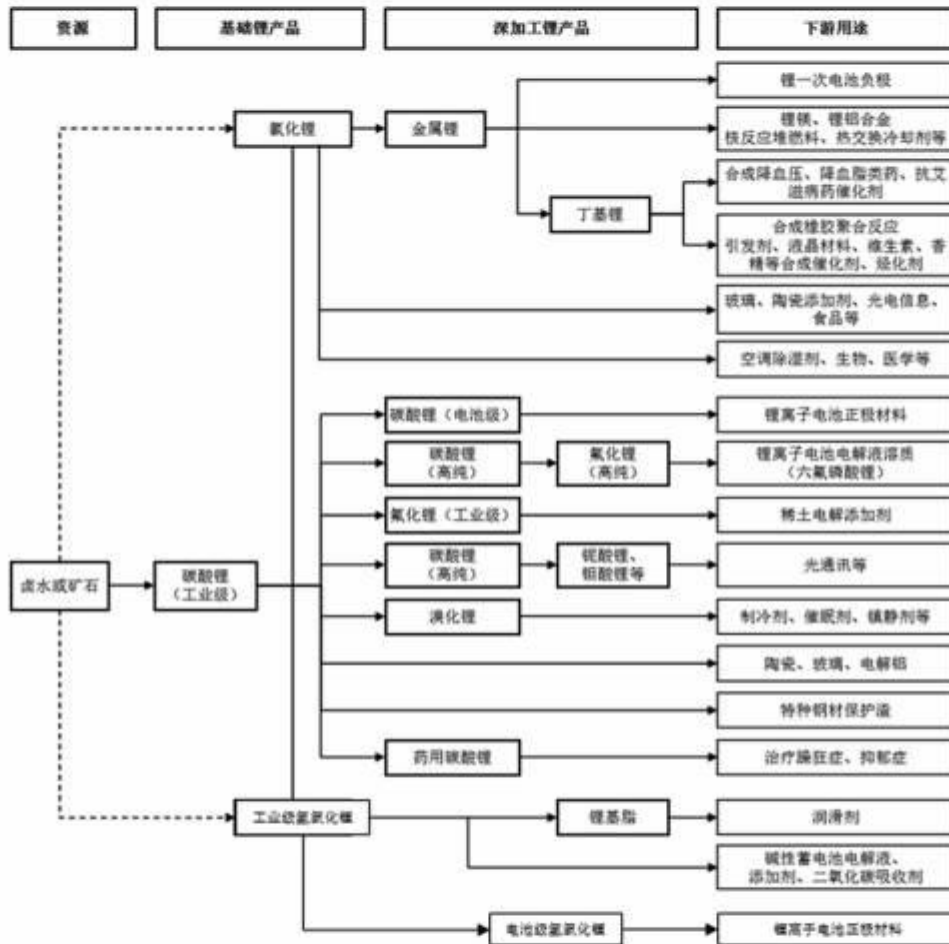 资源
基础锂产品
深加工锂产品
下游用途
锂一次电池负极
氯化锂
金属锂
锂镁、锂铝合金
核反应堆燃料、热交换冷却剂等
合成降血压、降血脂类药、抗艾
滋病药催化剂
丁基锂
合成橡胶聚合反应
引发剂、液晶材料、维生素、香
精等合成催化剂、烃化剂
玻璃、陶瓷添加剂、光电信息、
食品等
空调除湿剂、生物、医学等
碳酸锂（电池级）
锂离子电池正极材料
碳酸锂
（高纯）
氟化锂
（高纯）
锂离子电池电解液溶质
（六氟磷酸锂）
氟化锂（工业级）
稀土电解添加剂
卤水或矿石
碳酸锂
（工业级）
碳酸锂
（高纯）
铌酸锂、
钽酸锂等
光通讯等
溴化锂
制冷剂、催眠剂、镇静剂等
陶瓷、玻璃、电解铝
特种钢材保护渣
药用碳酸锂
治疗躁狂症、抑郁症
工业级氢氧化锂
锂基脂
润滑剂
碱性蓄电池电解液、
添加剂、二氧化碳吸收剂
电池级氢氧化锂
锂离子电池正极材料